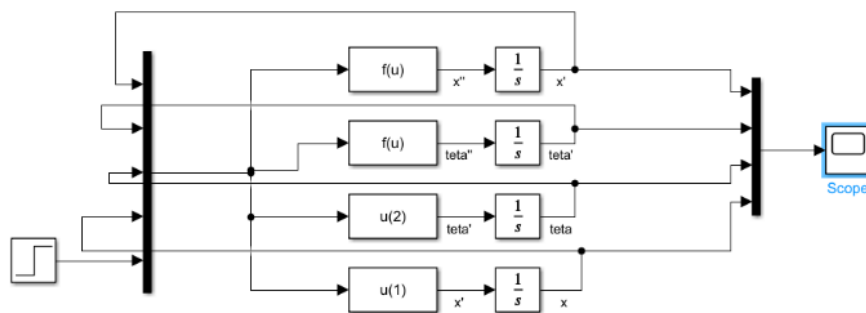 f(u)
x"
1
s
x'
f(u)
teta"
1
s
teta'
u(2)
teta'
1
s
teta
u(1)
x'
1
s
x
Scope